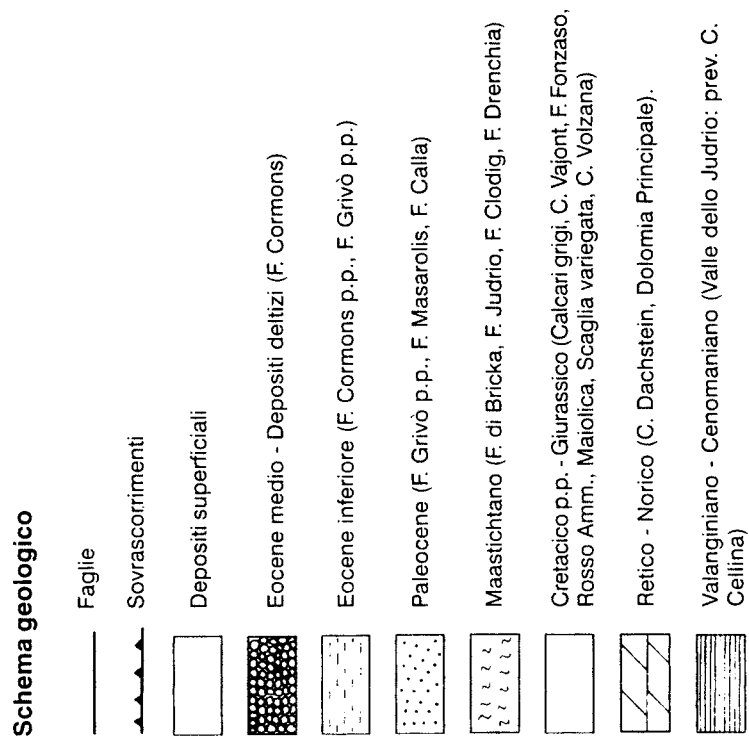 Schema geologico
Faglie
Sovrascorrimenti
Depositi superficiali
Eocene medio - Depositi deltizi (F. Cormons)
Eocene inferiore (F. Cormons p.p., F. Grivò p.p.)
Paleocene (F. Grivò p.p., F. Masarolis, F. Calla)
Maastichtano (F. di Bricka, F. Judrio, F. Clodig, F. Drenchia)
Cretacico p.p. - Giurassico (Calcari grigi, C. Vajont, F. Fonzaso,
Rosso Amm., Maiolica, Scaglia variegata, C. Volzana)
Retico - Norico (C. Dachstein, Dolomia Principale).
Valanginiano - Cenomaniano (Valle dello Judrio: prev. C.
Cellina)